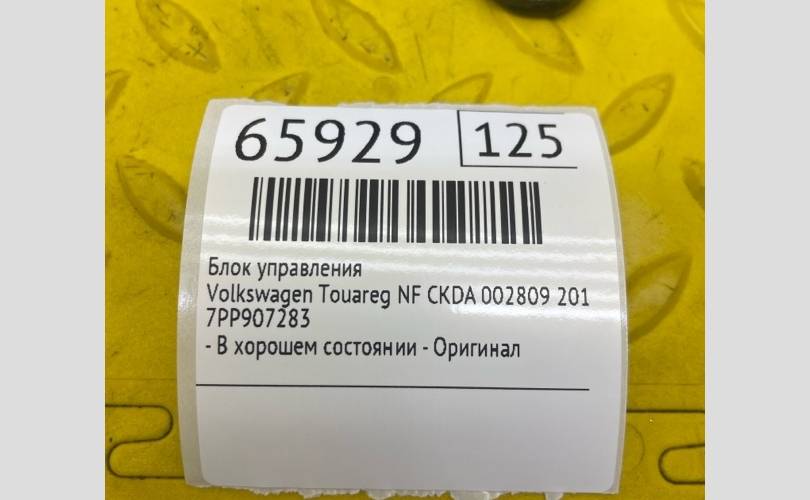 65929
125
Блок управления
Volkswagen Touareg NF CKDA 002809 201
7PP907283
- В хорошем состоянии - Оригинал